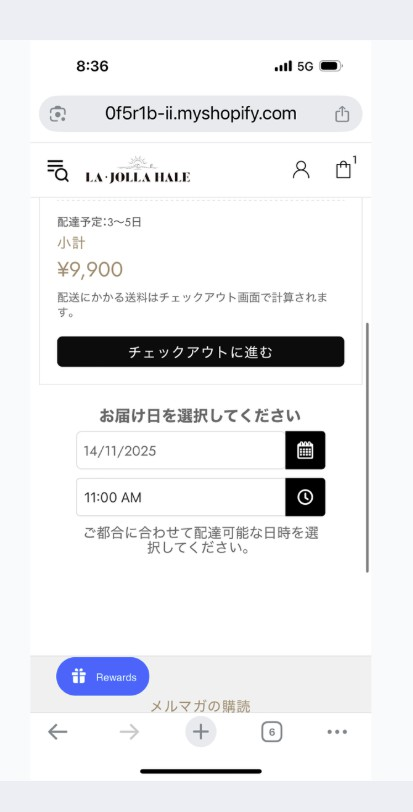 8:36
5G
0f5r1b-ii.myshopify.com
LA·JOLLA HALE
1
配達予定:3〜5日
小計
¥9,900
配送にかかる送料はチェックアウト画面で計算されま
す。
チェックアウトに進む
お届け日を選択してください
14/11/2025
11:00 AM
ご都合に合わせて配達可能な日時を選
択してください。
Rewards
メルマガの購読
6